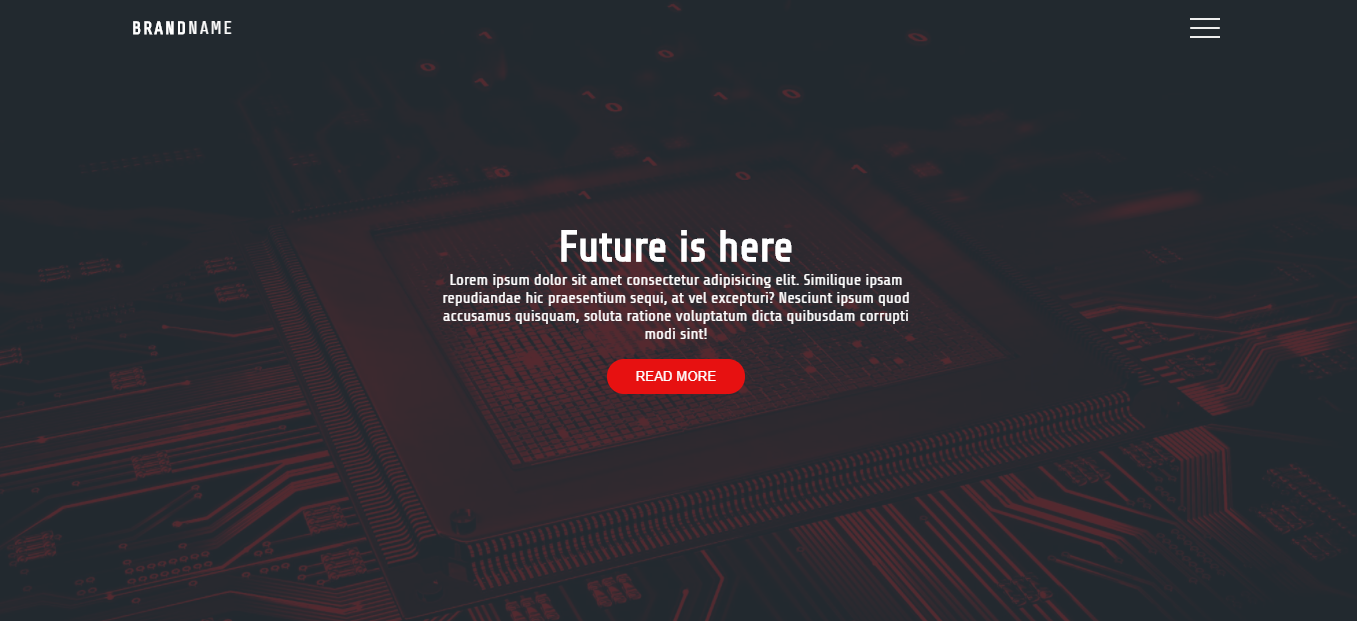 BRANDNAME
Future is here
Lorem ipsum dolor sit amet consectetur adipisicing elit. Similique ipsam
repudiandae hic praesentium sequi, at vel excepturi? Nesciunt ipsum quod
accusamus quisquam, soluta ratione voluptatum dicta quibusdam corrupti
modi sint!
READ MORE